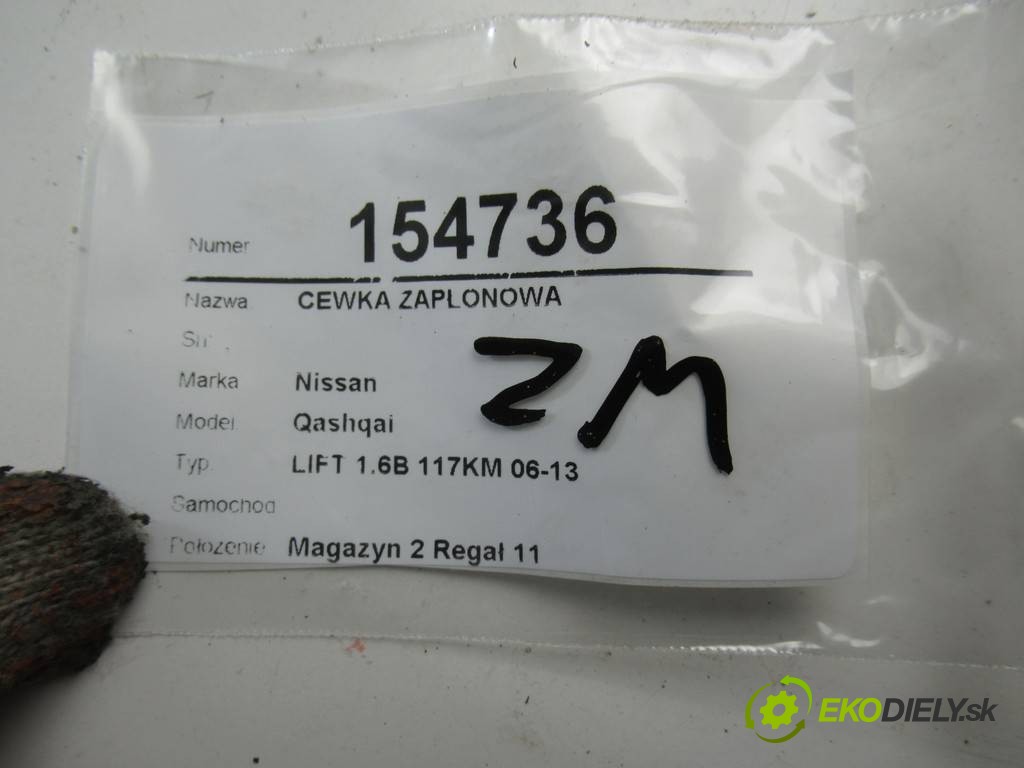 Numer 154736
Nazwa CEWKA ZAPŁONOWA
Marka Nissan
ZM
Model Qashqai
Typ LIFT 1.6B 117KM 06-13
Samochod
Położenie Magazyn 2 Regał 11
EKODIELY.sk